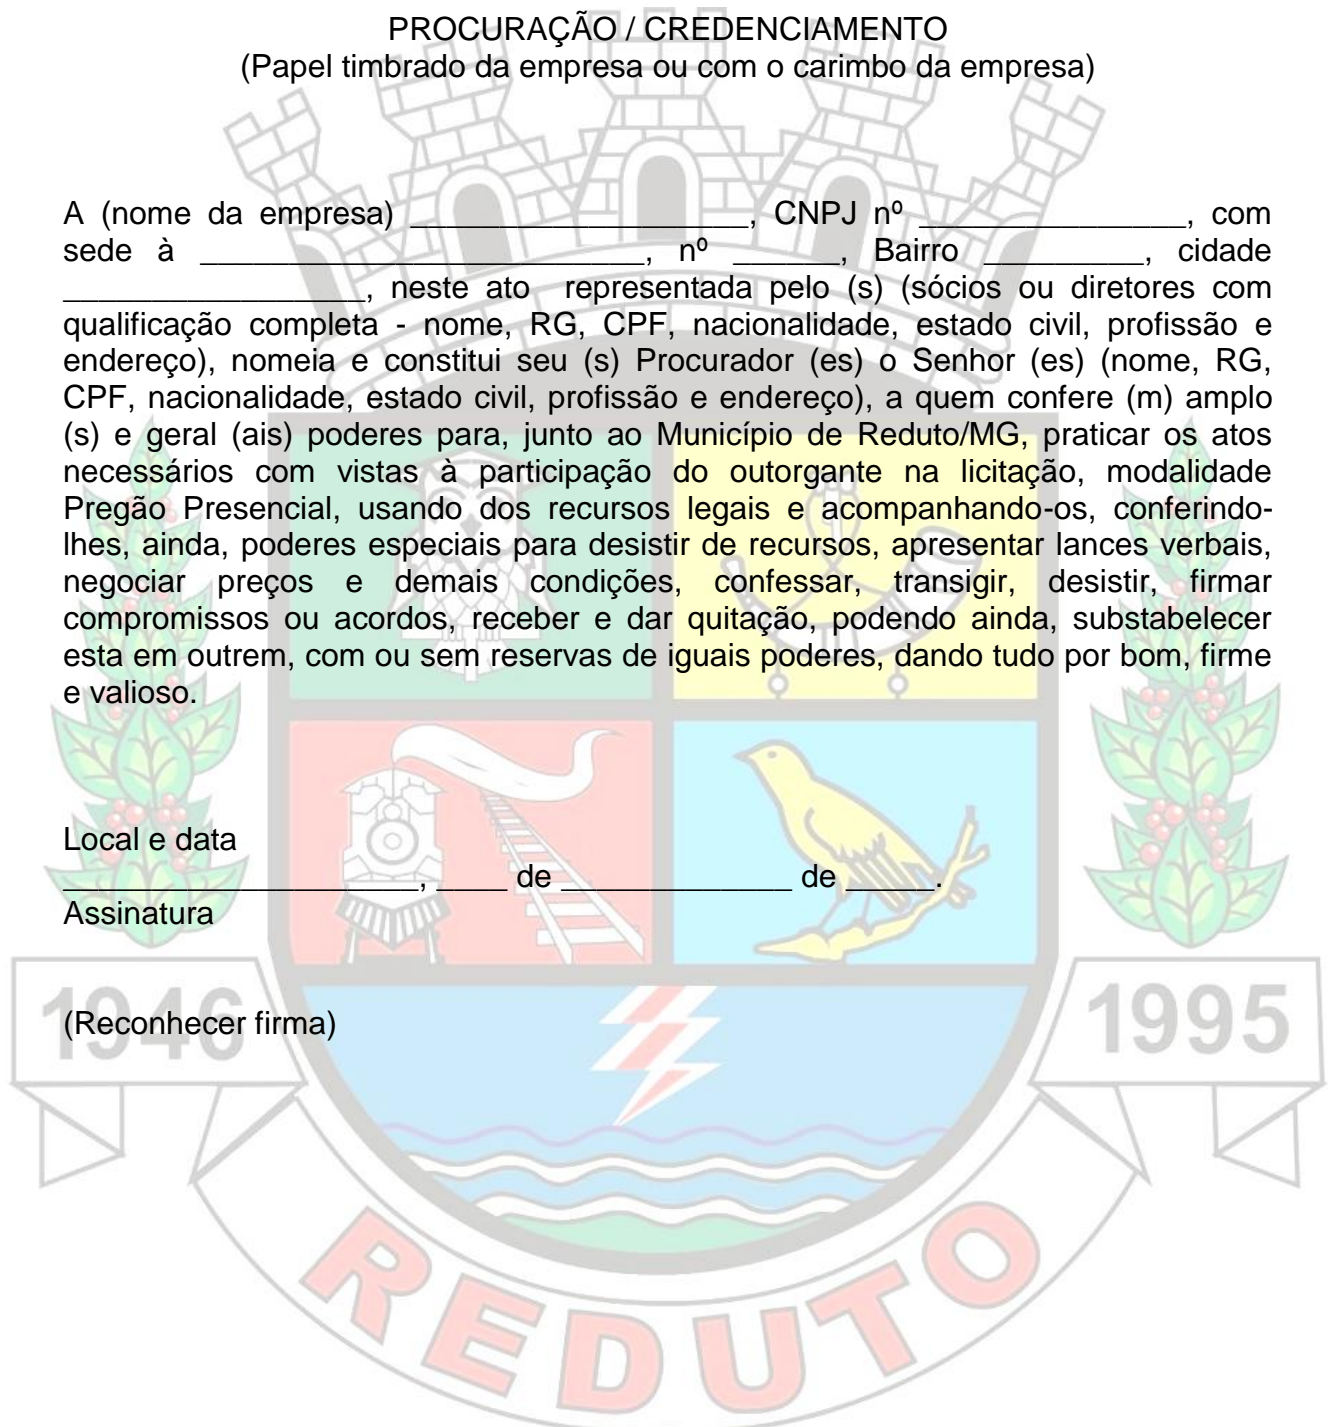 PROCURAÇÃO / CREDENCIAMENTO
(Papel timbrado da empresa ou com o carimbo da empresa)
A (nome da empresa) ___________________, CNPJ nº _______________, com
sede à _________________________, nº ______, Bairro _________, cidade
_________________, neste ato representada pelo (s) (sócios ou diretores com
qualificação completa - nome, RG, CPF, nacionalidade, estado civil, profissão e
endereço), nomeia e constitui seu (s) Procurador (es) o Senhor (es) (nome, RG,
CPF, nacionalidade, estado civil, profissão e endereço), a quem confere (m) amplo
(s) e geral (ais) poderes para, junto ao Município de Reduto/MG, praticar os atos
necessários com vistas à participação do outorgante na licitação, modalidade
Pregão Presencial, usando dos recursos legais e acompanhando-os, conferindo-
lhes, ainda, poderes especiais para desistir de recursos, apresentar lances verbais,
negociar preços e demais condições, confessar, transigir, desistir, firmar
compromissos ou acordos, receber e dar quitação, podendo ainda, substabelecer
esta em outrem, com ou sem reservas de iguais poderes, dando tudo por bom, firme
e valioso.
Local e data
____________________, ____ de _____________ de _____.
Assinatura
(Reconhecer firma)
1946
1995
REDUTO